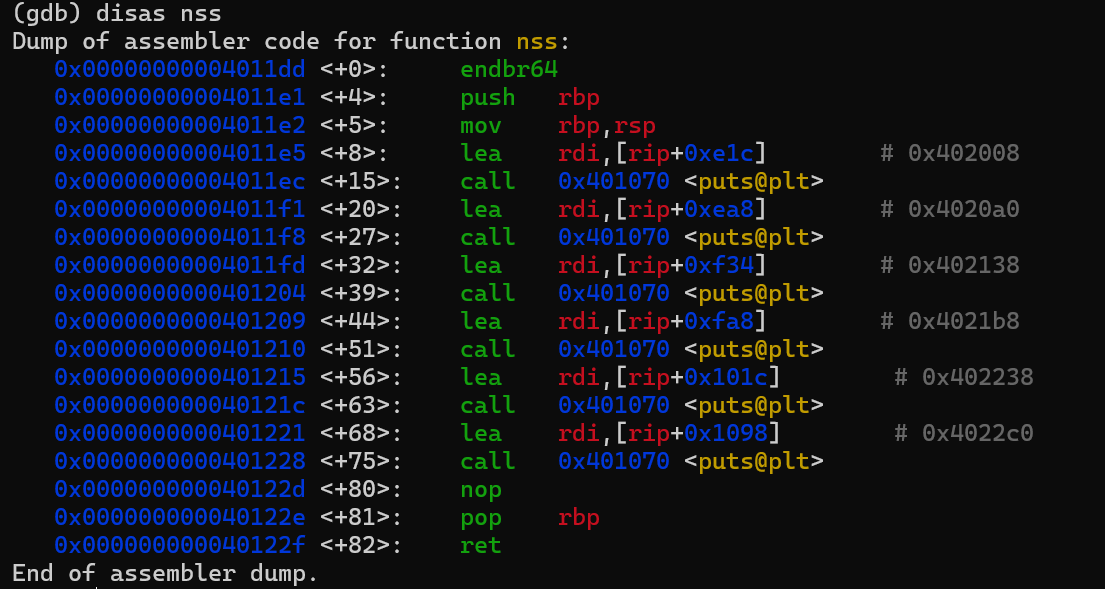 (gdb) disas nss
Dump of assembler code for function nss:
   0x00000000004011dd <+0>:     endbr64
   0x00000000004011e1 <+4>:     push   rbp
   0x00000000004011e2 <+5>:     mov    rbp,rsp
   0x00000000004011e5 <+8>:     lea    rdi,[rip+0xe1c]        # 0x402008
   0x00000000004011ec <+15>:    call   0x401070 <puts@plt>
   0x00000000004011f1 <+20>:    lea    rdi,[rip+0xea8]        # 0x4020a0
   0x00000000004011f8 <+27>:    call   0x401070 <puts@plt>
   0x00000000004011fd <+32>:    lea    rdi,[rip+0xf34]        # 0x402138
   0x0000000000401204 <+39>:    call   0x401070 <puts@plt>
   0x0000000000401209 <+44>:    lea    rdi,[rip+0xfa8]        # 0x4021b8
   0x0000000000401210 <+51>:    call   0x401070 <puts@plt>
   0x0000000000401215 <+56>:    lea    rdi,[rip+0x101c]        # 0x402238
   0x000000000040121c <+63>:    call   0x401070 <puts@plt>
   0x0000000000401221 <+68>:    lea    rdi,[rip+0x1098]        # 0x4022c0
   0x0000000000401228 <+75>:    call   0x401070 <puts@plt>
   0x000000000040122d <+80>:    nop
   0x000000000040122e <+81>:    pop    rbp
   0x000000000040122f <+82>:    ret
End of assembler dump.